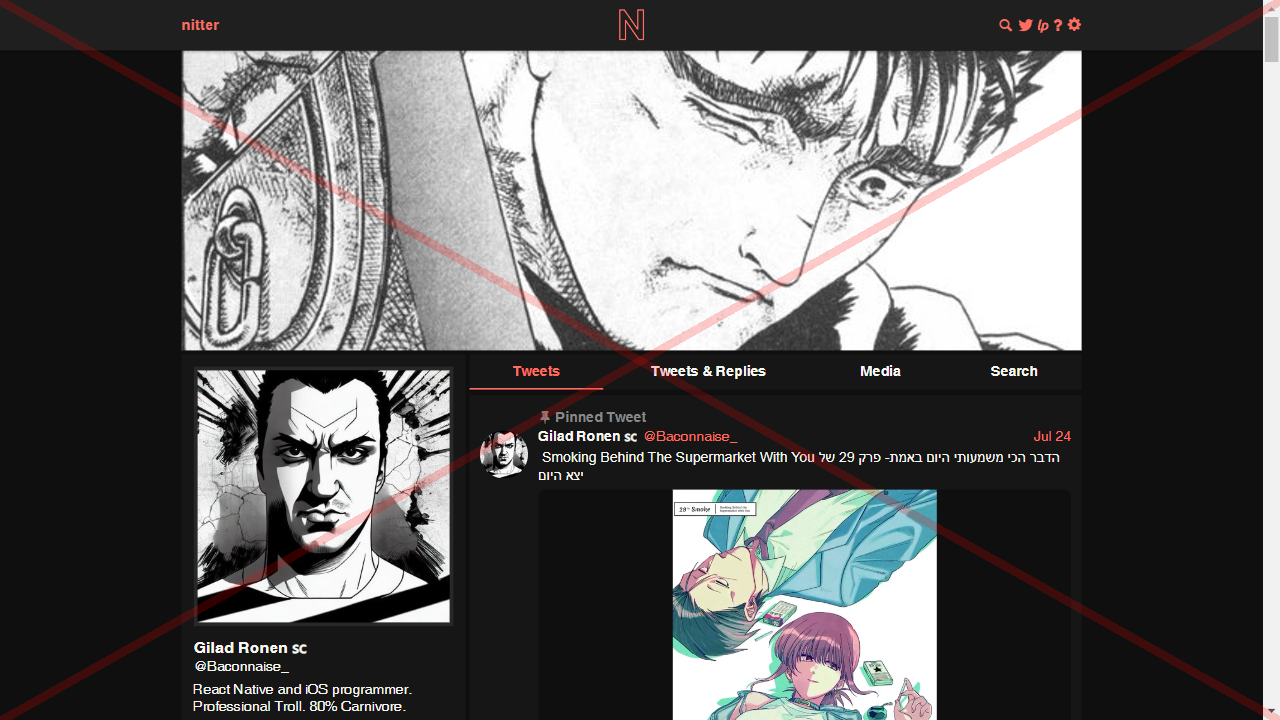 nitter
N
lp ?
Tweets
Tweets & Replies
Media
Search
Pinned Tweet
Gilad Ronen SC @Baconnaise_ Jul 24
הדבר הכי משמעותי היום באמת- פרק 29 של Smoking Behind The Supermarket With You
יצא היום
29th Smoke
Smoking Behind the Supermarket with You
Gilad Ronen SC
@Baconnaise_
React Native and iOS programmer.
Professional Troll. 80% Carnivore.